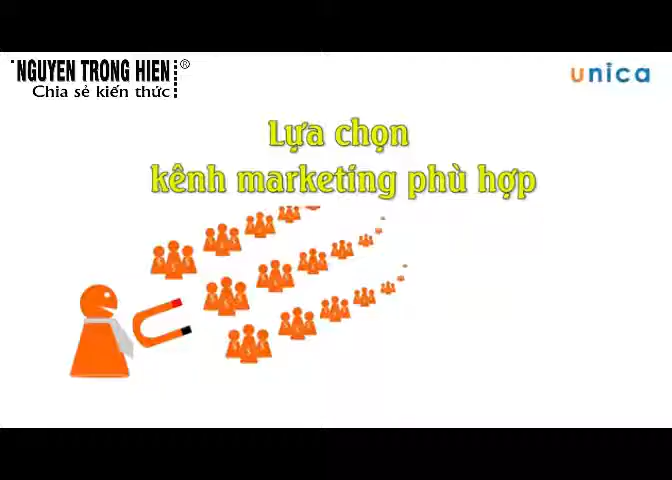 NGUYEN TRONG HIEN ®
Chia sẻ kiến thức
unica
Lựa chọn
kênh marketing phù hợp